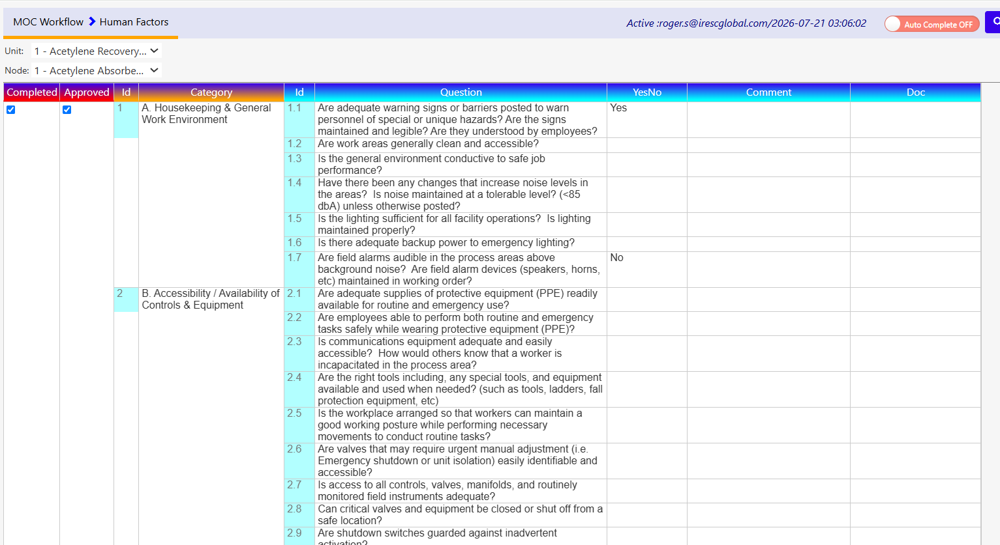 MOC Workflow Human Factors
Active :roger.s@irescglobal.com/2026-07-21 03:06:02
Auto Complete OFF
Unit: 1 - Acetylene Recovery...
Node: 1 - Acetylene Absorbe...
Completed Approved Id Category Id Question YesNo Comment Doc
1 A. Housekeeping & General
Work Environment
1.1 Are adequate warning signs or barriers posted to warn
personnel of special or unique hazards? Are the signs
maintained and legible? Are they understood by employees?
Yes
1.2 Are work areas generally clean and accessible?
1.3 Is the general environment conductive to safe job
performance?
1.4 Have there been any changes that increase noise levels in
the areas?  Is noise maintained at a tolerable level? (<85
dbA) unless otherwise posted?
1.5 Is the lighting sufficient for all facility operations?  Is lighting
maintained properly?
1.6 Is there adequate backup power to emergency lighting?
1.7 Are field alarms audible in the process areas above
background noise?  Are field alarm devices (speakers, horns,
etc) maintained in working order?
No
2 B. Accessibility / Availability of
Controls & Equipment
2.1 Are adequate supplies of protective equipment (PPE) readily
available for routine and emergency use?
2.2 Are employees able to perform both routine and emergency
tasks safely while wearing protective equipment (PPE)?
2.3 Is communications equipment adequate and easily
accessible?  How would others know that a worker is
incapacitated in the process area?
2.4 Are the right tools including, any special tools, and equipment
available and used when needed? (such as tools, ladders, fall
protection equipment, etc)
2.5 Is the workplace arranged so that workers can maintain a
good working posture while performing necessary
movements to conduct routine tasks?
2.6 Are valves that may require urgent manual adjustment (i.e.
Emergency shutdown or unit isolation) easily identifiable and
accessible?
2.7 Is access to all controls, valves, manifolds, and routinely
monitored field instruments adequate?
2.8 Can critical valves and equipment be closed or shut off from a
safe location?
2.9 Are shutdown switches guarded against inadvertent
activation?